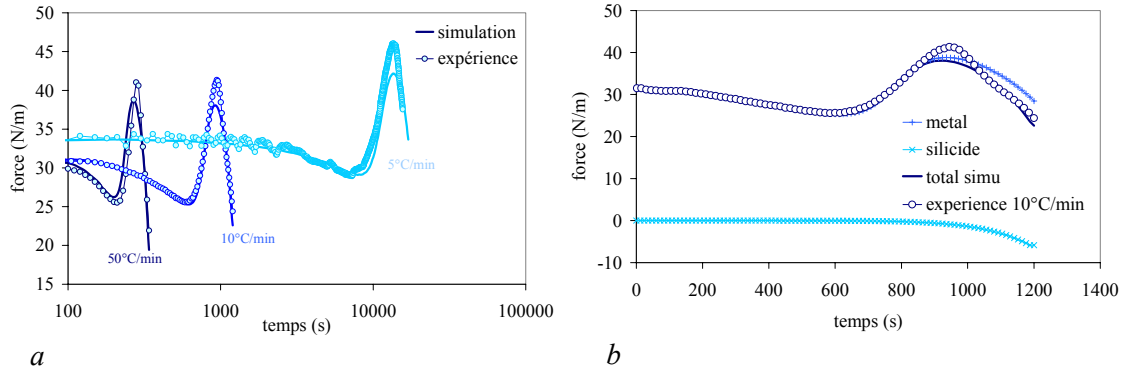 50
45
40
35
30
25
20
15
force (N/m)
100
1000
10000
100000
temps (s)
simulation
expérience
50°C/min
10°C/min
5°C/min
a
50
40
30
20
10
0
-10
force (N/m)
0
200
400
600
800
1000
1200
1400
temps (s)
metal
silicide
total simu
experience 10°C/min
b